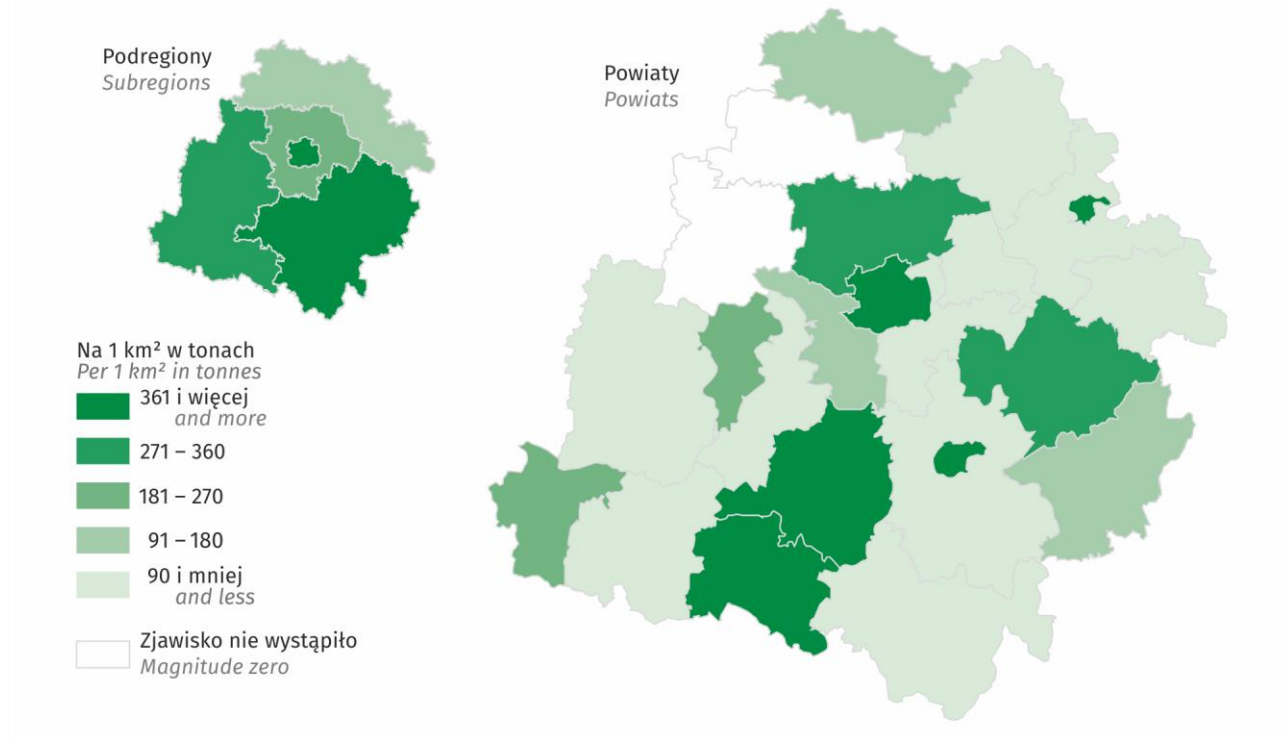 Podregiony
Subregions
Powiaty
Powiats
Na 1 km² w tonach
Per 1 km² in tonnes
361 i więcej
and more
271 – 360
181 – 270
91 – 180
90 i mniej
and less
Zjawisko nie wystąpiło
Magnitude zero